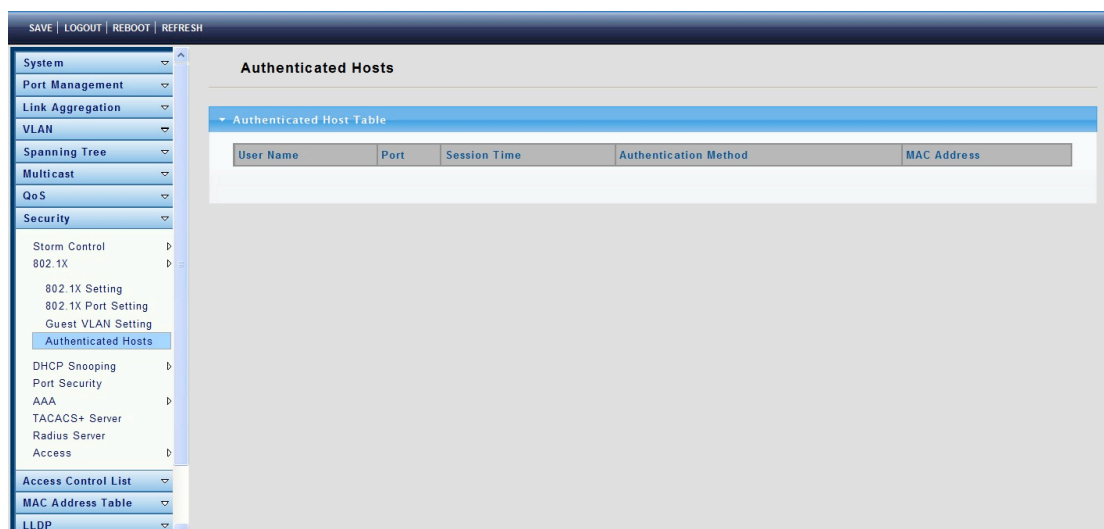 SAVE | LOGOUT | REBOOT | REFRESH
System
Port Management
Link Aggregation
VLAN
Spanning Tree
Multicast
QoS
Security
Storm Control
802.1X
802.1X Setting
802.1X Port Setting
Guest VLAN Setting
Authenticated Hosts
DHCP Snooping
Port Security
AAA
TACACS+ Server
Radius Server
Access
Access Control List
MAC Address Table
LLDP
Authenticated Hosts
Authenticated Host Table
User Name Port Session Time Authentication Method MAC Address